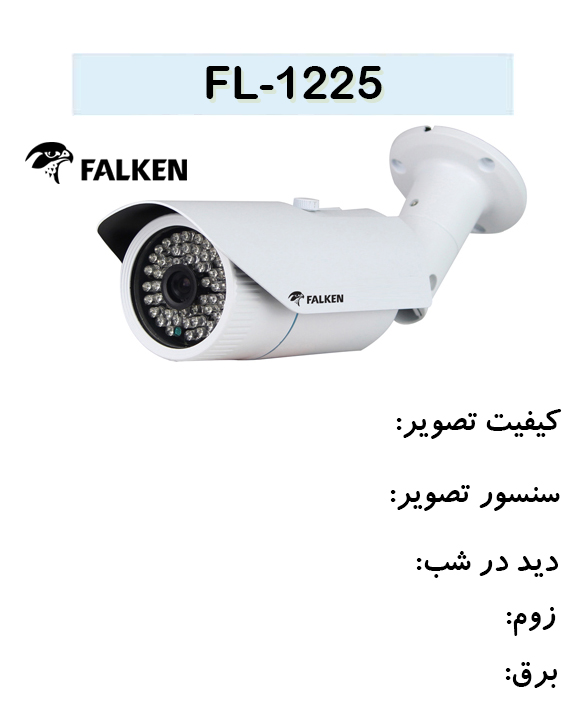 FL-1225
FALKEN
FALKEN
کیفیت تصویر:
سنسور تصویر:
دید در شب:
زوم:
برق: